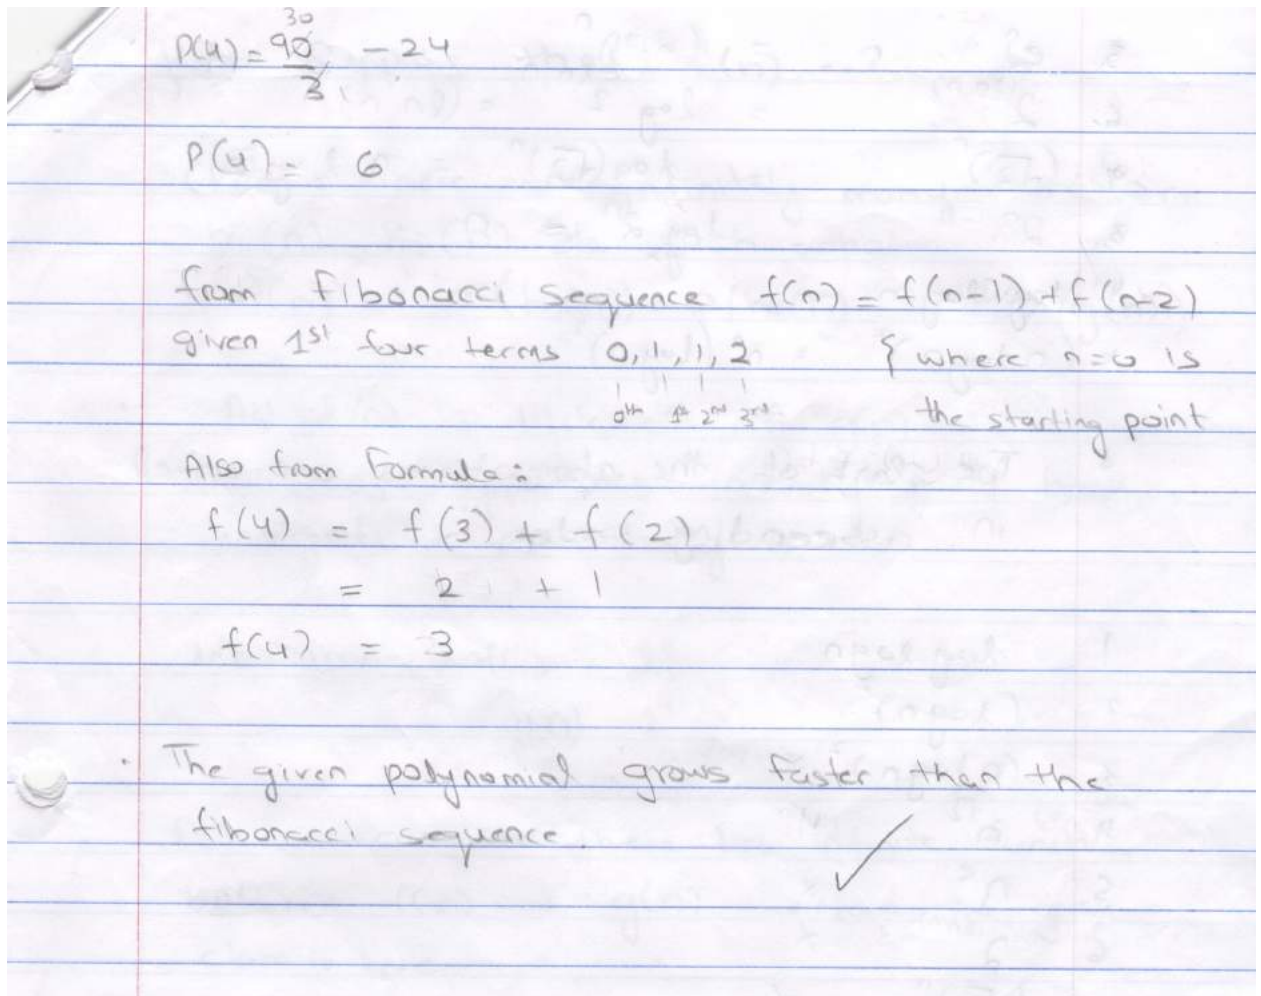 P(4) = 90/3 - 24
30
P(4) = 6
from fibonacci sequence f(n) = f(n-1) + f(n-2)
given 1st four terms 0, 1, 1, 2 { where n=0 is
0th 1st 2nd 3rd the starting point
Also from Formula:
f(4) = f(3) + f(2)
= 2 + 1
f(4) = 3
The given polynomial grows faster than the
fibonacci sequence.